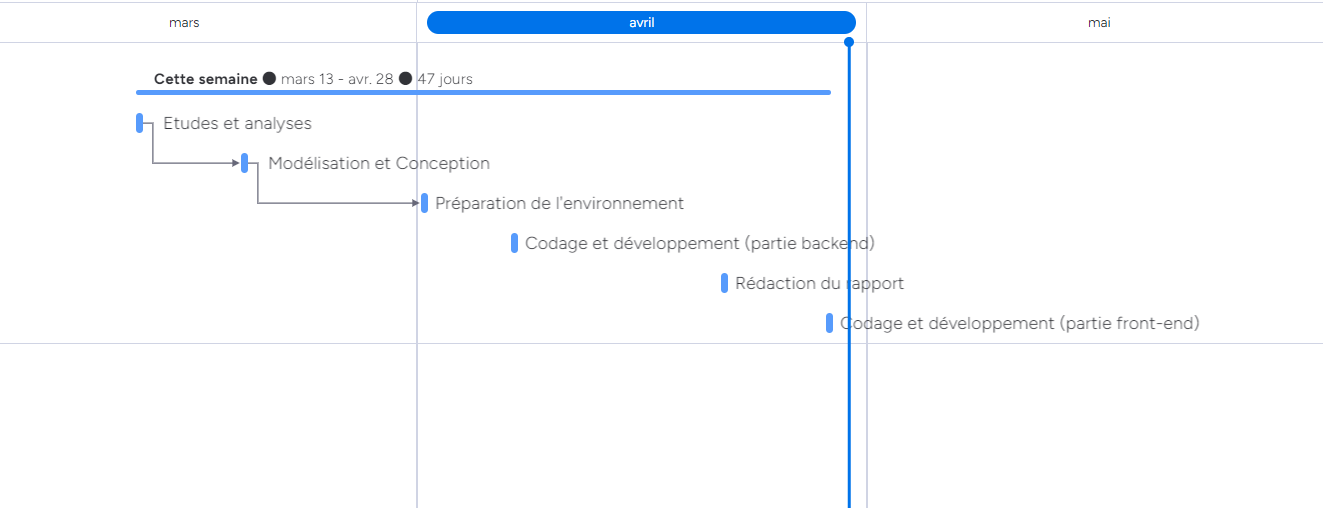 mars avril mai
Cette semaine ● mars 13 - avr. 28 ● 47 jours
Etudes et analyses
Modélisation et Conception
Préparation de l'environnement
Codage et développement (partie backend)
Rédaction du rapport
Codage et développement (partie front-end)